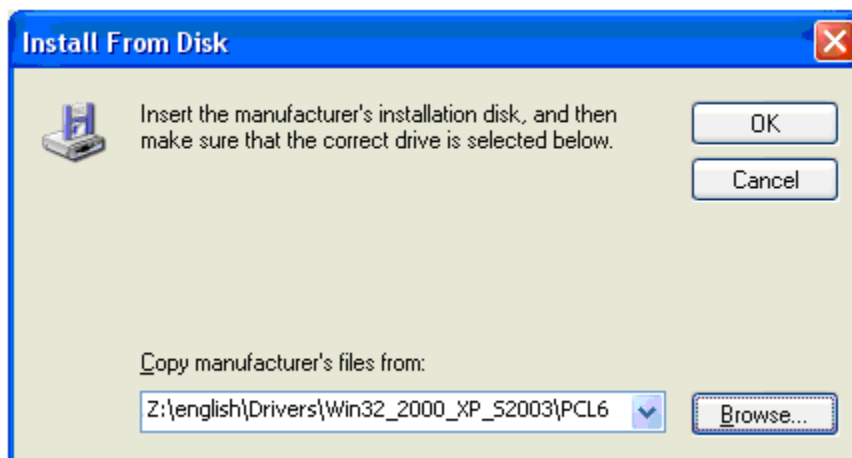 Install From Disk
Insert the manufacturer's installation disk, and then
make sure that the correct drive is selected below.
OK
Cancel
Copy manufacturer's files from:
Z:\english\Drivers\Win32_2000_XP_S2003\PCL6
Browse...